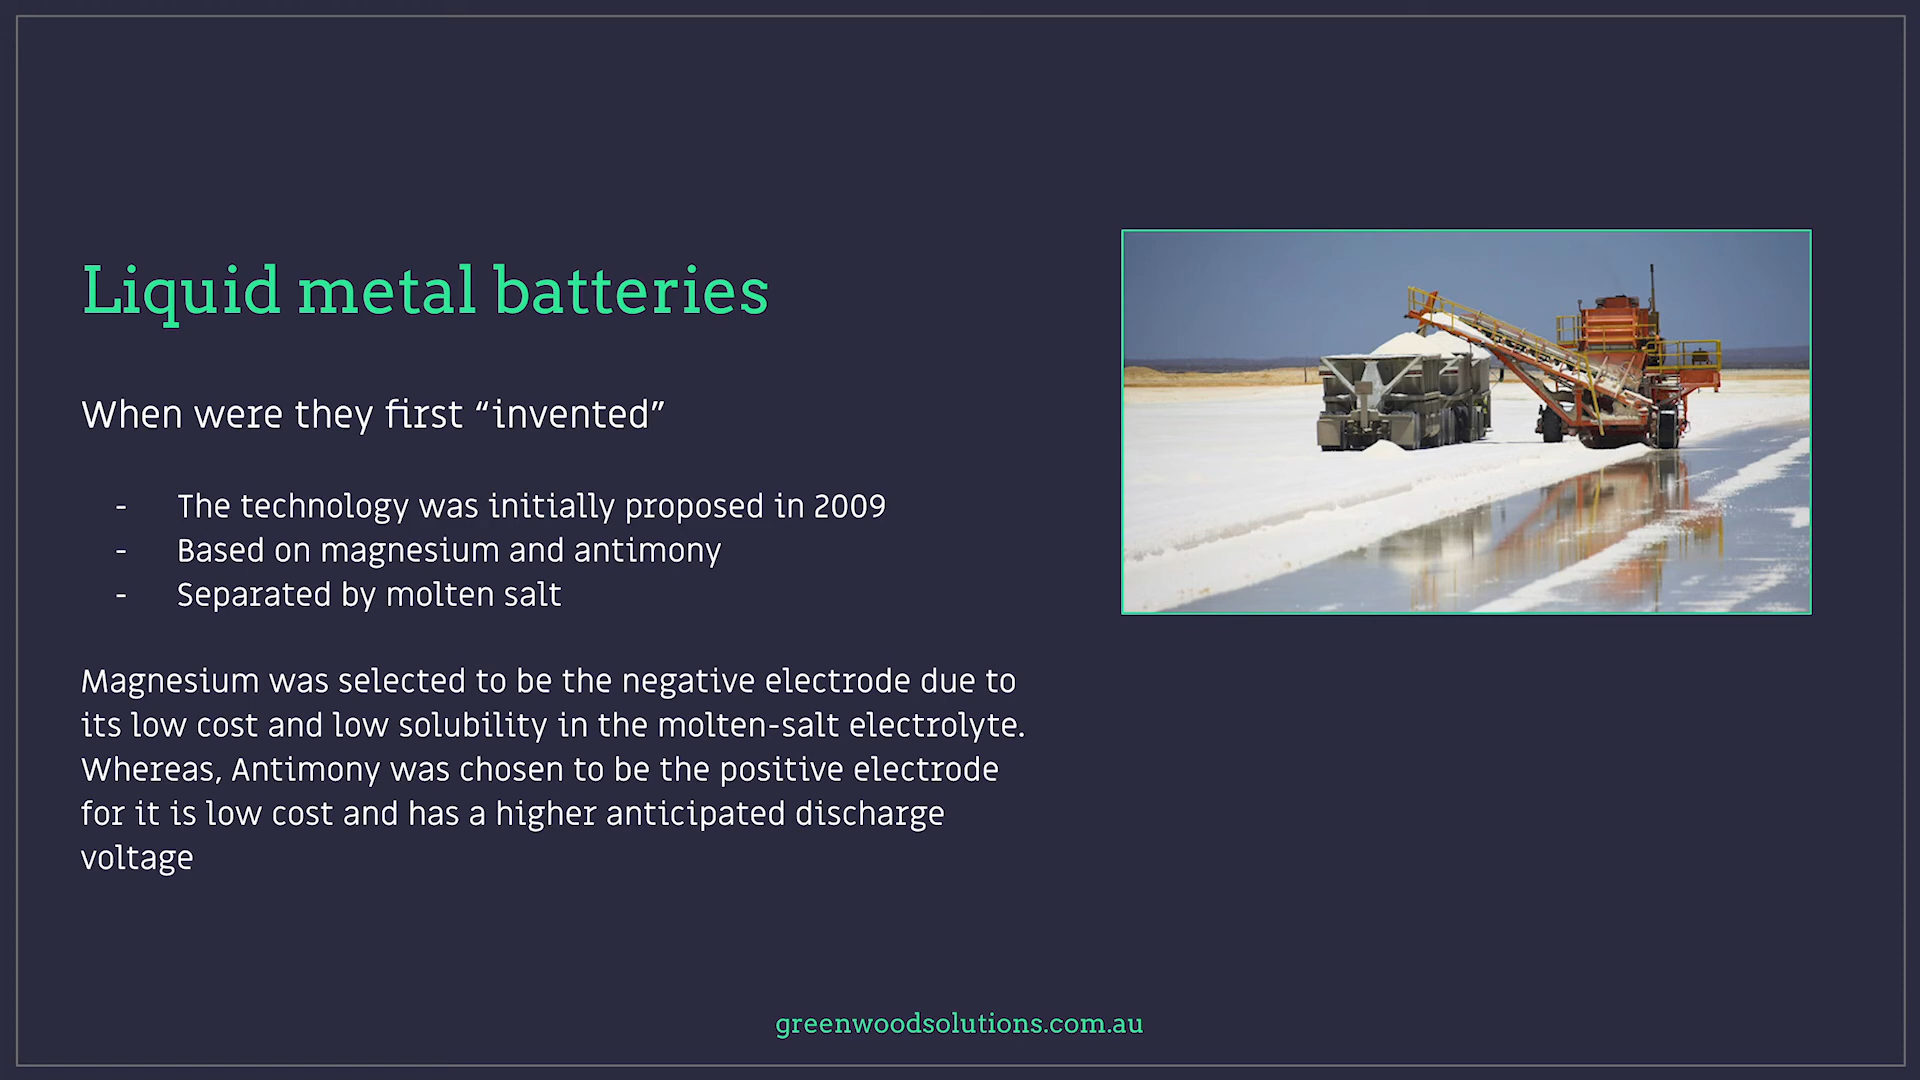 Liquid metal batteries
When were they first “invented”
- The technology was initially proposed in 2009
- Based on magnesium and antimony
- Separated by molten salt
Magnesium was selected to be the negative electrode due to
its low cost and low solubility in the molten-salt electrolyte.
Whereas, Antimony was chosen to be the positive electrode
for it is low cost and has a higher anticipated discharge
voltage
greenwoodsolutions.com.au